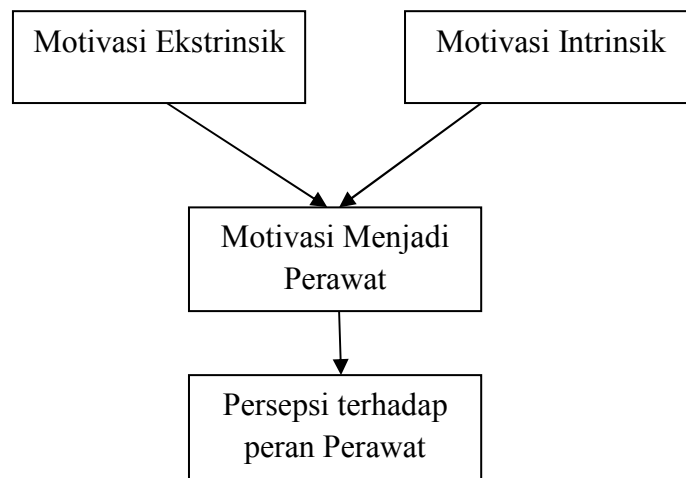 Motivasi Ekstrinsik
Motivasi Intrinsik
Motivasi Menjadi
Perawat
Persepsi terhadap
peran Perawat